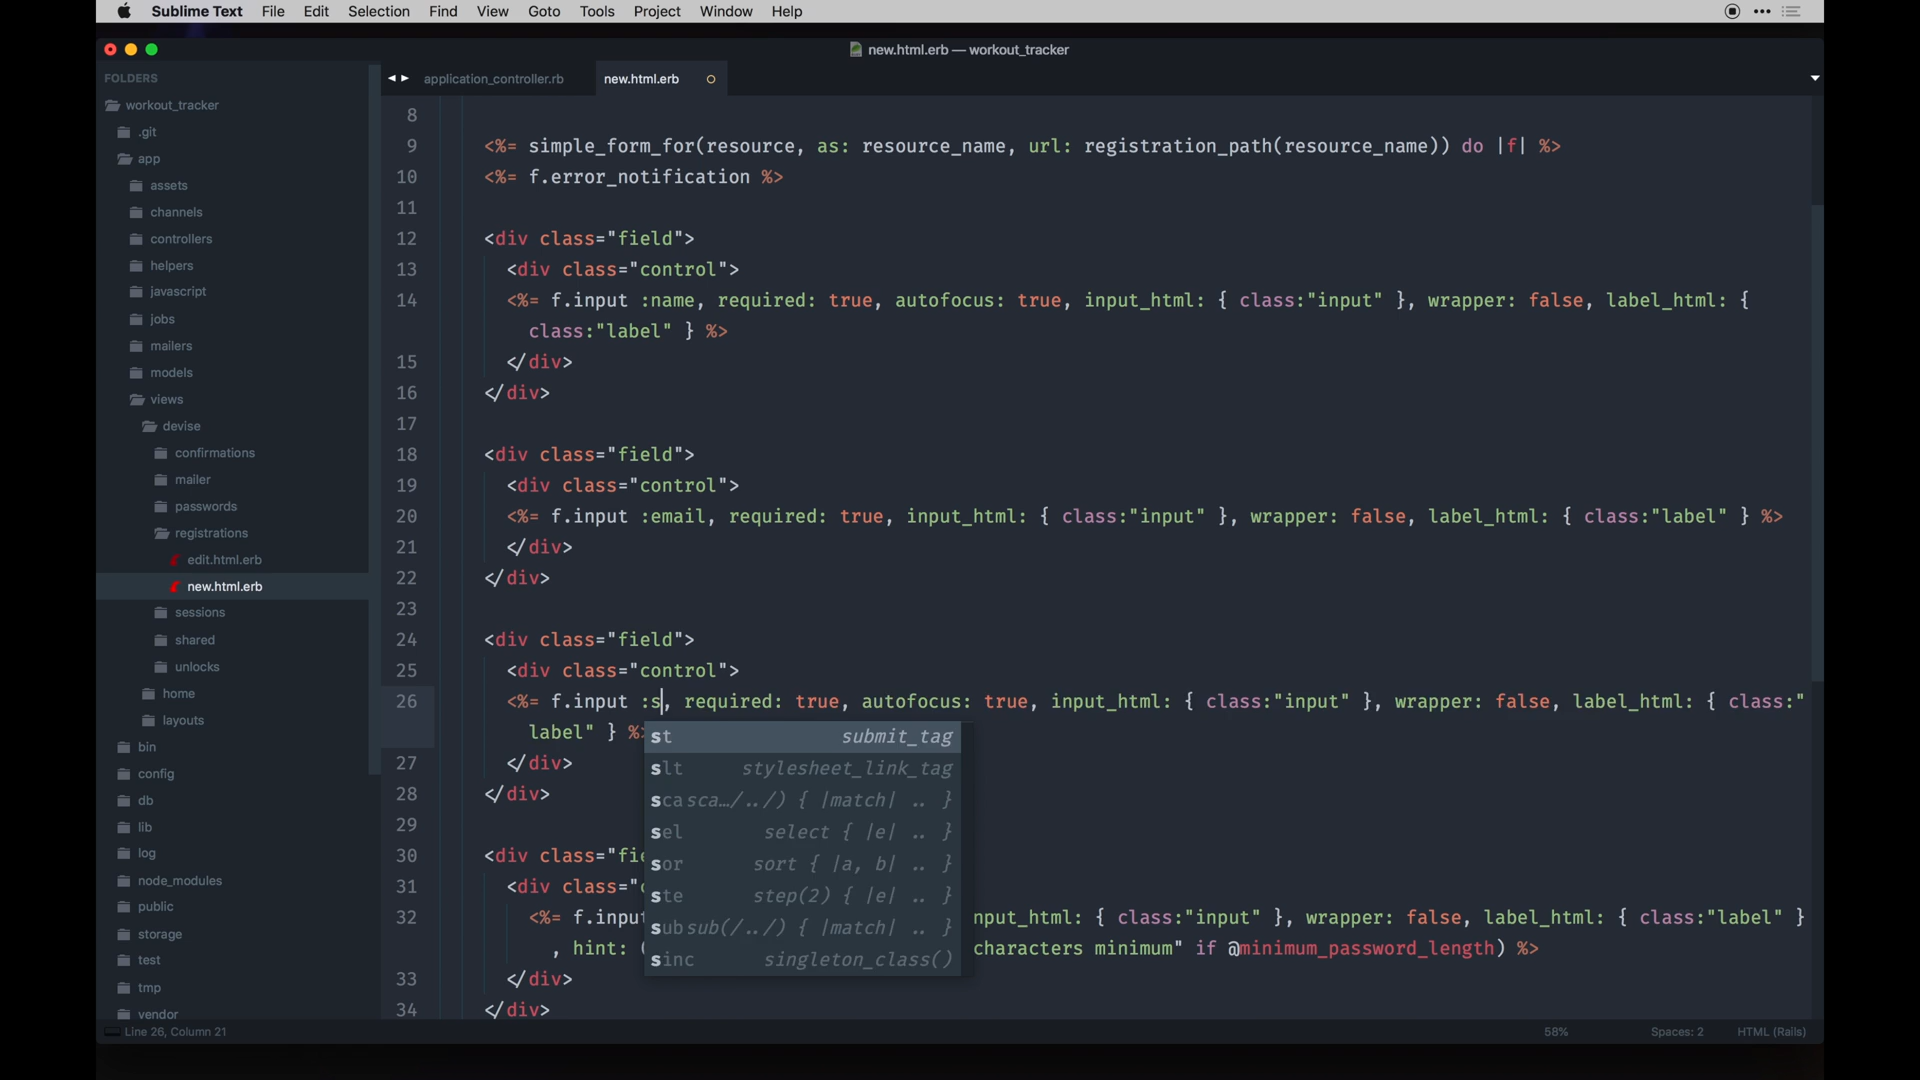 Sublime Text File Edit Selection Find View Goto Tools Project Window Help
new.html.erb — workout_tracker
FOLDERS
workout_tracker
.git
app
assets
channels
controllers
helpers
javascript
jobs
mailers
models
views
devise
confirmations
mailer
passwords
registrations
edit.html.erb
new.html.erb
sessions
shared
unlocks
home
layouts
bin
config
db
lib
log
node_modules
public
storage
test
tmp
vendor
application_controller.rb new.html.erb
8
9 <%= simple_form_for(resource, as: resource_name, url: registration_path(resource_name)) do |f| %>
10 <%= f.error_notification %>
11
12 <div class="field">
13 <div class="control">
14 <%= f.input :name, required: true, autofocus: true, input_html: { class:"input" }, wrapper: false, label_html: {
class:"label" } %>
15 </div>
16 </div>
17
18 <div class="field">
19 <div class="control">
20 <%= f.input :email, required: true, input_html: { class:"input" }, wrapper: false, label_html: { class:"label" } %>
21 </div>
22 </div>
23
24 <div class="field">
25 <div class="control">
26 <%= f.input :s, required: true, autofocus: true, input_html: { class:"input" }, wrapper: false, label_html: { class:"
label" } %>
27 </div>
28 </div>
29
30 <div class="fie
31 <div class="c
32 <%= f.input nput_html: { class:"input" }, wrapper: false, label_html: { class:"label" }
, hint: ( characters minimum" if @minimum_password_length) %>
33 </div>
34 </div>
st submit_tag
slt stylesheet_link_tag
sca sca…/../) { |match| .. }
sel select { |e| .. }
sor sort { |a, b| .. }
ste step(2) { |e| .. }
sub sub(/../) { |match| .. }
sinc singleton_class()
Line 26, Column 21 58% Spaces: 2 HTML (Rails)